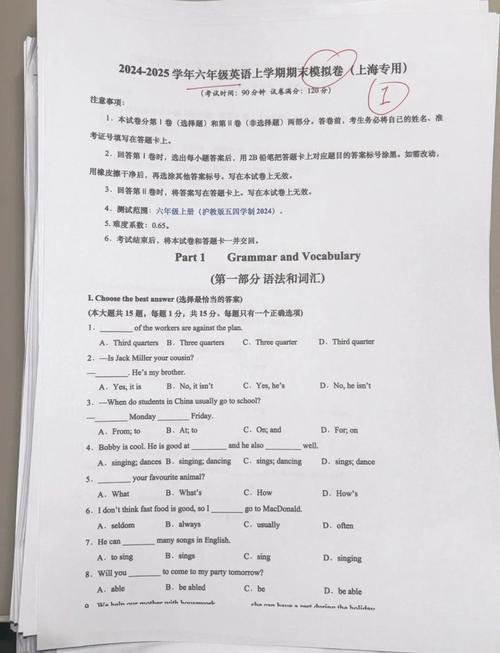 2024-2025 学年六年级英语上学期期末模拟卷（上海专用）
（考试时间：90 分钟 试卷满分：120 分）
①
注意事项：
1．本试卷分第Ⅰ卷（选择题）和第Ⅱ卷（非选择题）两部分。答卷前，考生务必将自己的姓名、准
考证号填写在答题卡上。
2．回答第Ⅰ卷时，选出每小题答案后，用 2B 铅笔把答题卡上对应题目的答案标号涂黑。如需改动，
用橡皮擦干净后，再选涂其他答案标号。写在本试卷上无效。
3．回答第Ⅱ卷时，将答案写在答题卡上。写在本试卷上无效。
4．测试范围：六年级上册（沪教版五四学制 2024）。
5. 难度系数：0.65。
6．考试结束后，将本试卷和答题卡一并交回。
Part 1 Grammar and Vocabulary
(第一部分 语法和词汇)
I. Choose the best answer (选择最恰当的答案)
(本大题共 15 题，每题 1 分，共 15 分。每题只有一个正确选项)
1．________ of the workers are against the plan.
A．Third quarters B．Three quarters C．Three quarter D．Third quarter
2．—Is Jack Miller your cousin?
—________. He's my brother.
A．Yes, it is B．No, it isn't C．Yes, he's D．No, he isn't
3．—When do students in China usually go to school?
—________ Monday ________ Friday.
A．From; to B．At; to C．On; and D．For; on
4．Bobby is cool. He is good at ________ and he also ________ well.
A．singing; dances B．singing; dancing C．sings; dancing D．sings; dance
5．________ your favourite animal?
A．What B．What's C．How D．How's
6．I don't think fast food is good, so I ________ go to MacDonald.
A．seldom B．always C．usually D．often
7．He can ________ many songs in English.
A．to sing B．sings C．sing D．singing
8．Will you ________ to come to my party tomorrow?
A．able B．be abled C．be D．be able
9．We help our mother with housework ________ she can have a rest during the holiday